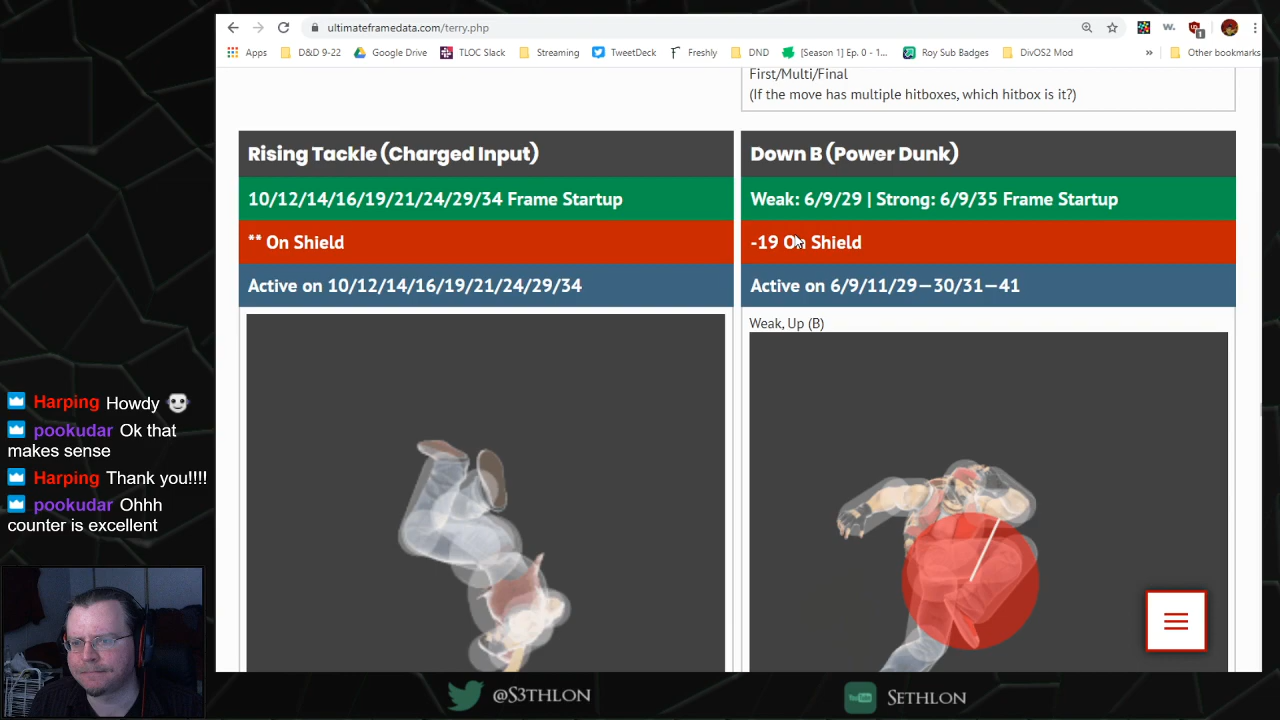 ultimateframedata.com/terry.php
Apps D&D 9-22 Google Drive TLOC Slack Streaming TweetDeck Freshly DND [Season 1] Ep. 0 - 1... Roy Sub Badges DivOS2 Mod » Other bookmarks
First/Multi/Final
(If the move has multiple hitboxes, which hitbox is it?)
Rising Tackle (Charged Input)
10/12/14/16/19/21/24/29/34 Frame Startup
** On Shield
Active on 10/12/14/16/19/21/24/29/34
Down B (Power Dunk)
Weak: 6/9/29 | Strong: 6/9/35 Frame Startup
-19 On Shield
Active on 6/9/11/29—30/31—41
Weak, Up (B)
Harping Howdy
pookudar Ok that
makes sense
Harping Thank you!!!!
pookudar Ohhh
counter is excellent
@S3thlon
You Tube Sethlon